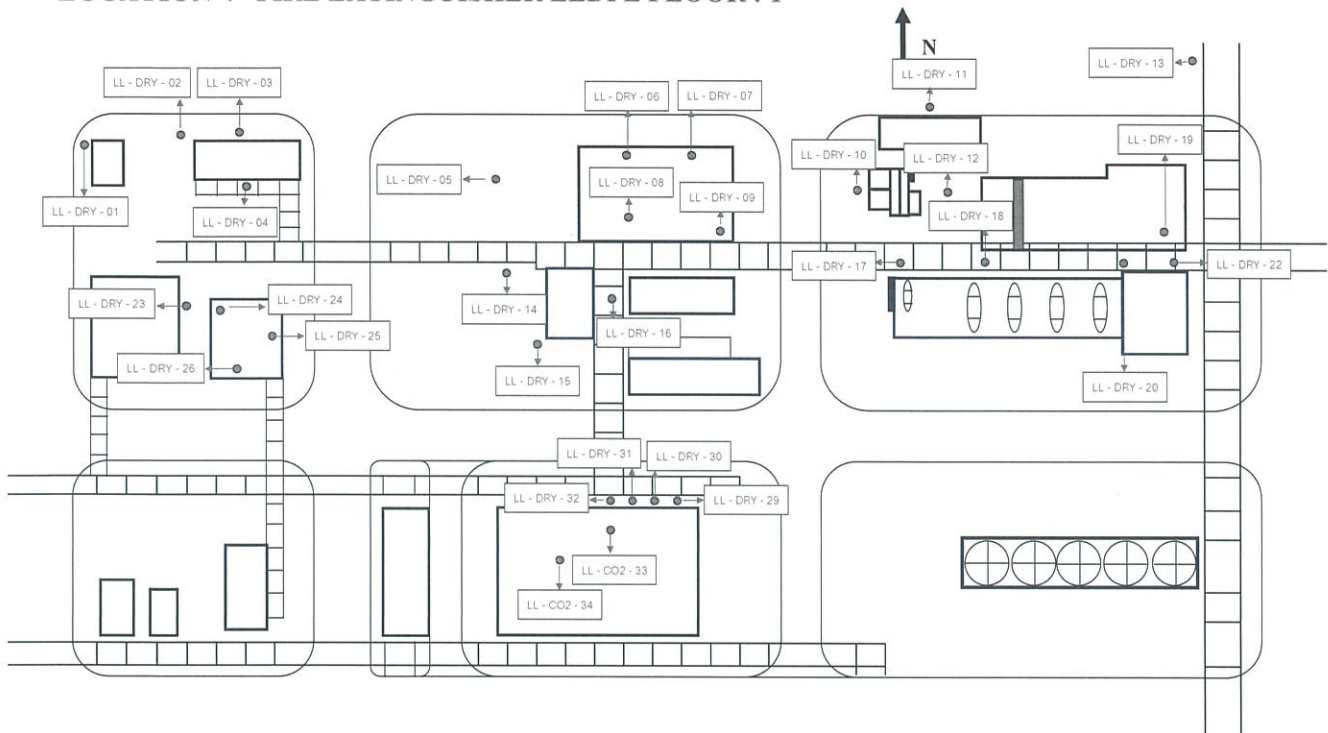 N
LL - DRY - 13
LL - DRY - 02
LL - DRY - 03
LL - DRY - 11
LL - DRY - 06
LL - DRY - 07
LL - DRY - 10
LL - DRY - 12
LL - DRY - 19
LL - DRY - 05
LL - DRY - 08
LL - DRY - 09
LL - DRY - 01
LL - DRY - 04
LL - DRY - 18
LL - DRY - 17
LL - DRY - 22
LL - DRY - 23
LL - DRY - 24
LL - DRY - 14
LL - DRY - 16
LL - DRY - 25
LL - DRY - 26
LL - DRY - 15
LL - DRY - 20
LL - DRY - 31
LL - DRY - 30
LL - DRY - 32
LL - DRY - 29
LL - CO2 - 33
LL - CO2 - 34